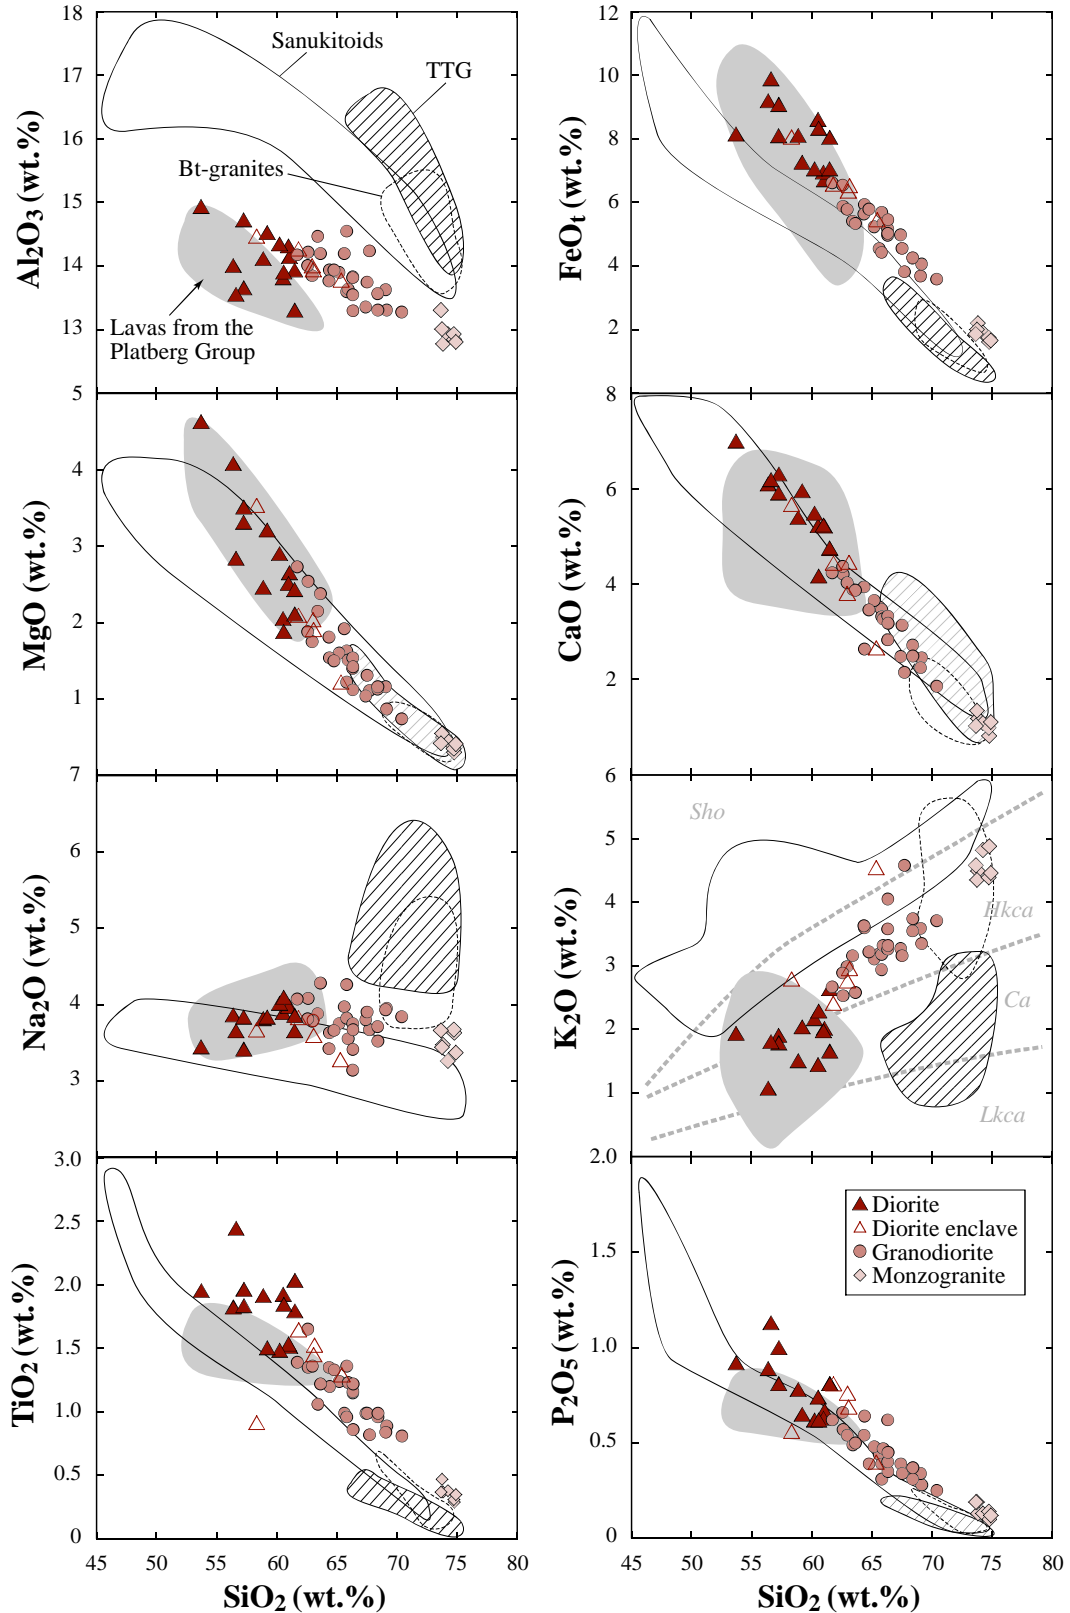 18
17
16
15
14
13
5
Al2O3 (wt.%)
Sanukitoids
TTG
Bt-granites
Lavas from the
Platberg Group
12
10
8
6
4
2
8
FeOt (wt.%)
4
3
2
1
7
MgO (wt.%)
6
4
2
6
CaO (wt.%)
6
5
4
3
3.0
Na2O (wt.%)
5
4
3
2
1
2.0
K2O (wt.%)
Sho
Hkca
Ca
Lkca
2.5
2.0
1.5
1.0
0.5
0
TiO2 (wt.%)
45 50 55 60 65 70 75 80
SiO2 (wt.%)
1.5
1.0
0.5
0
P2O5 (wt.%)
Diorite
Diorite enclave
Granodiorite
Monzogranite
45 50 55 60 65 70 75 80
SiO2 (wt.%)